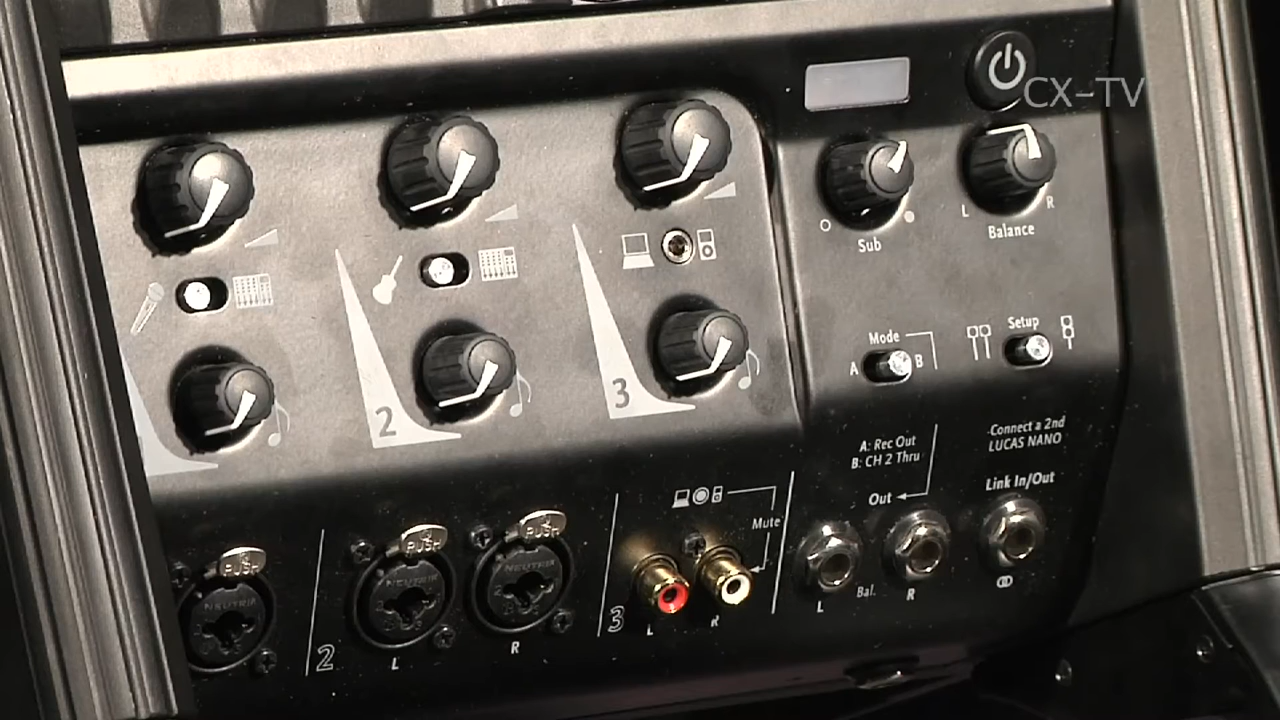 CX-TV
Sub
L
R
Balance
Mode
A
B
Setup
2
3
A: Rec Out
B: CH 2 Thru
Connect a 2nd
LUCAS NANO
Out
Link In/Out
Mute
PUSH
PUSH
PUSH
NEUTRIK
NEUTRIK
NEUTRIK
2
L
R
3
L
R
L
Bal.
R